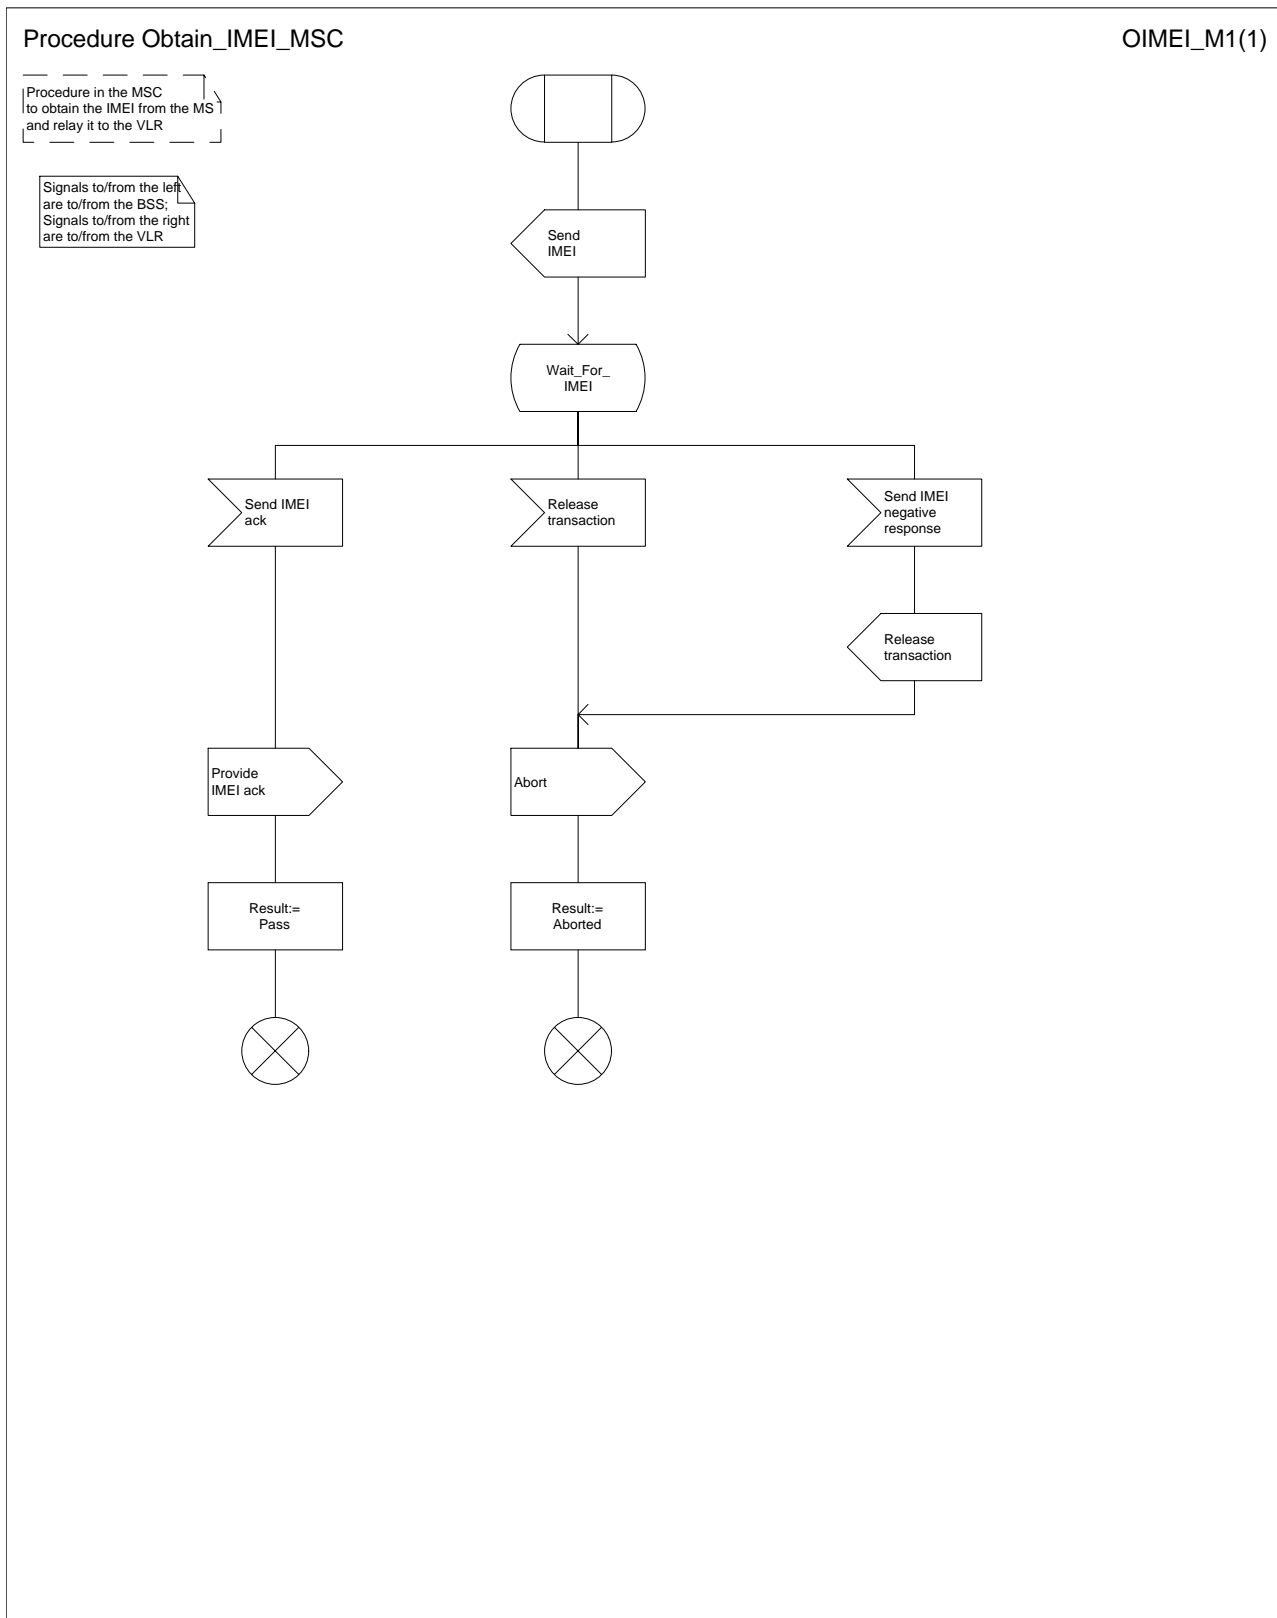 Procedure Obtain_IMEI_MSC
OIMEI_M1(1)
Procedure in the MSC
to obtain the IMEI from the MS
and relay it to the VLR
Signals to/from the left
are to/from the BSS;
Signals to/from the right
are to/from the VLR
Send
IMEI
Wait_For_
IMEI
Send IMEI
ack
Release
transaction
Send IMEI
negative
response
Release
transaction
Provide
IMEI ack
Abort
Result:=
Pass
Result:=
Aborted